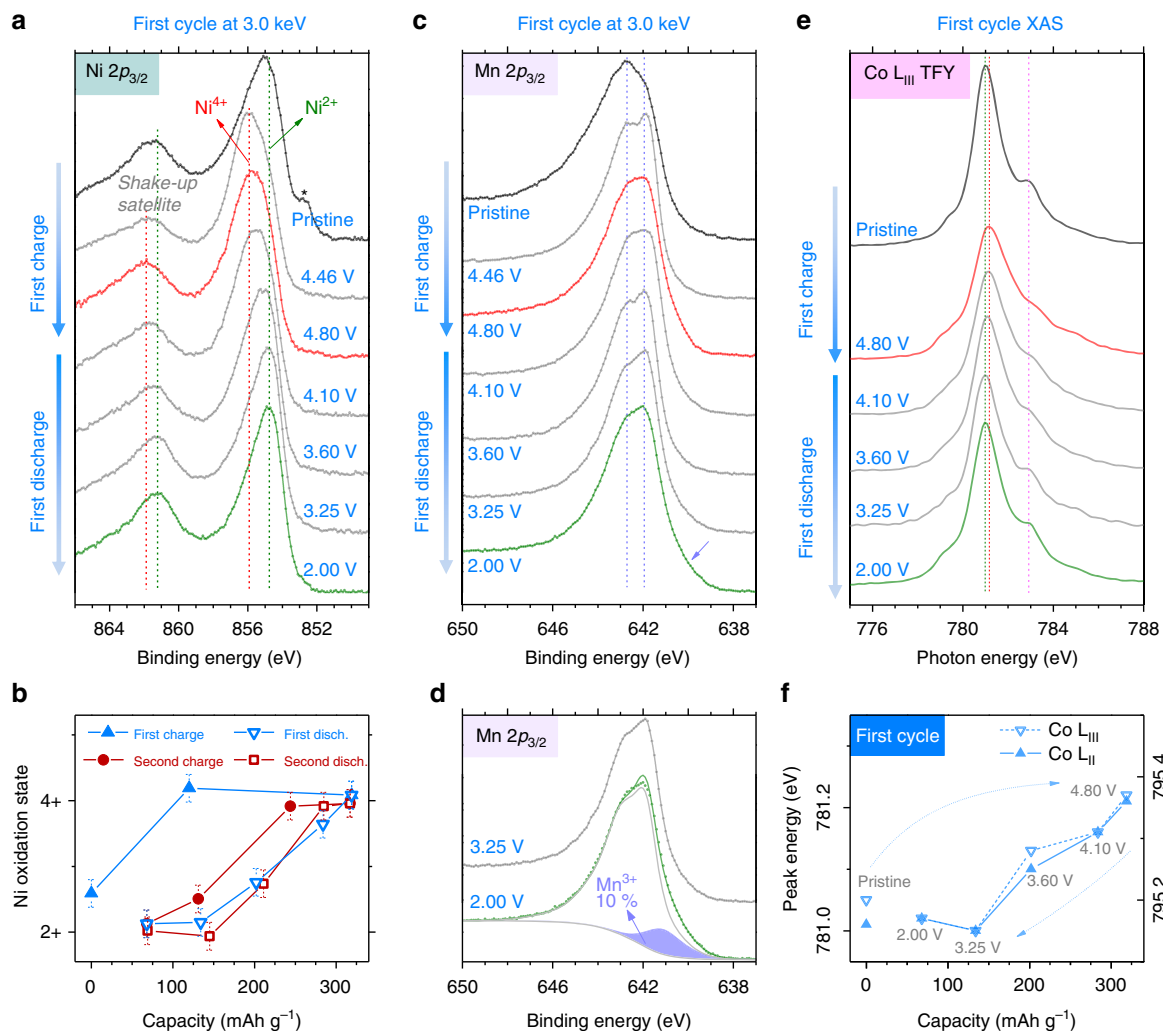 a
First cycle at 3.0 keV
Ni 2p3/2
Ni4+
Ni2+
Shake-up
satellite
*
Pristine
4.46 V
4.80 V
4.10 V
3.60 V
3.25 V
2.00 V
First charge
First discharge
864 860 856 852
Binding energy (eV)
c
First cycle at 3.0 keV
Mn 2p3/2
Pristine
4.46 V
4.80 V
4.10 V
3.60 V
3.25 V
2.00 V
First charge
First discharge
650 646 642 638
Binding energy (eV)
e
First cycle XAS
Co LIII TFY
Pristine
4.80 V
4.10 V
3.60 V
3.25 V
2.00 V
First charge
First discharge
776 780 784 788
Photon energy (eV)
b
First charge
First disch.
Second charge
Second disch.
Ni oxidation state
4+
2+
0 100 200 300
Capacity (mAh g−1)
d
Mn 2p3/2
3.25 V
2.00 V
Mn3+
10 %
650 646 642 638
Binding energy (eV)
f
First cycle
Co LIII
Co LII
Peak energy (eV)
781.2
781.0
795.4
795.2
Pristine
2.00 V
3.25 V
3.60 V
4.10 V
4.80 V
0 100 200 300
Capacity (mAh g−1)